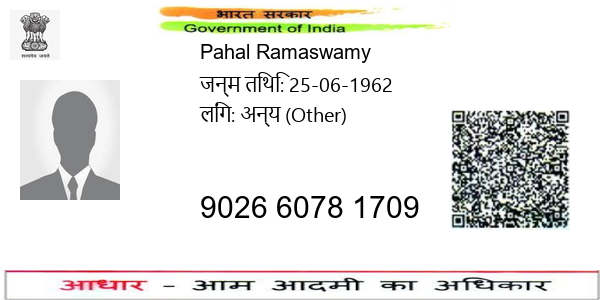 भारत सरकार
Government of India
सत्यमेव जयते
Pahal Ramaswamy
जन्म तिथि: 25-06-1962
लिंग: अन्य (Other)
9026 6078 1709
आधार - आम आदमी का अधिकार